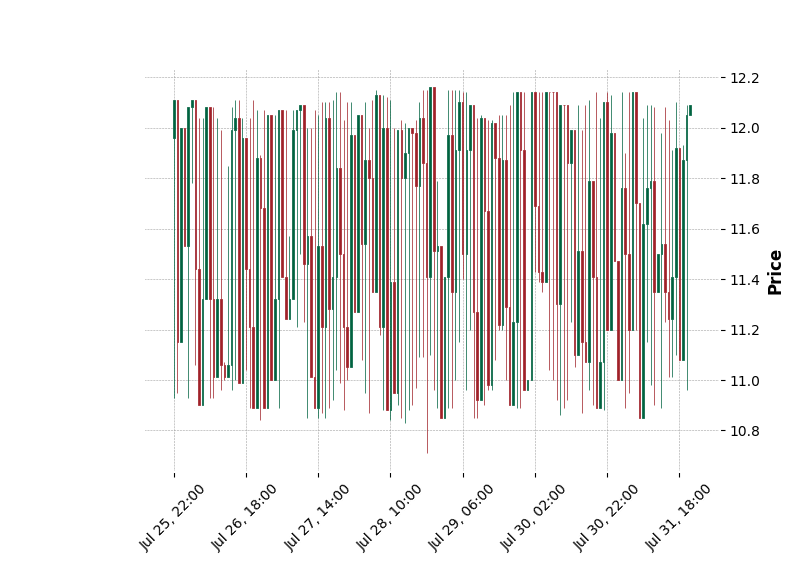 12.2
12.0
11.8
11.6
11.4
11.2
11.0
10.8
Price
Jul 25, 22:00
Jul 26, 18:00
Jul 27, 14:00
Jul 28, 10:00
Jul 29, 06:00
Jul 30, 02:00
Jul 30, 22:00
Jul 31, 18:00